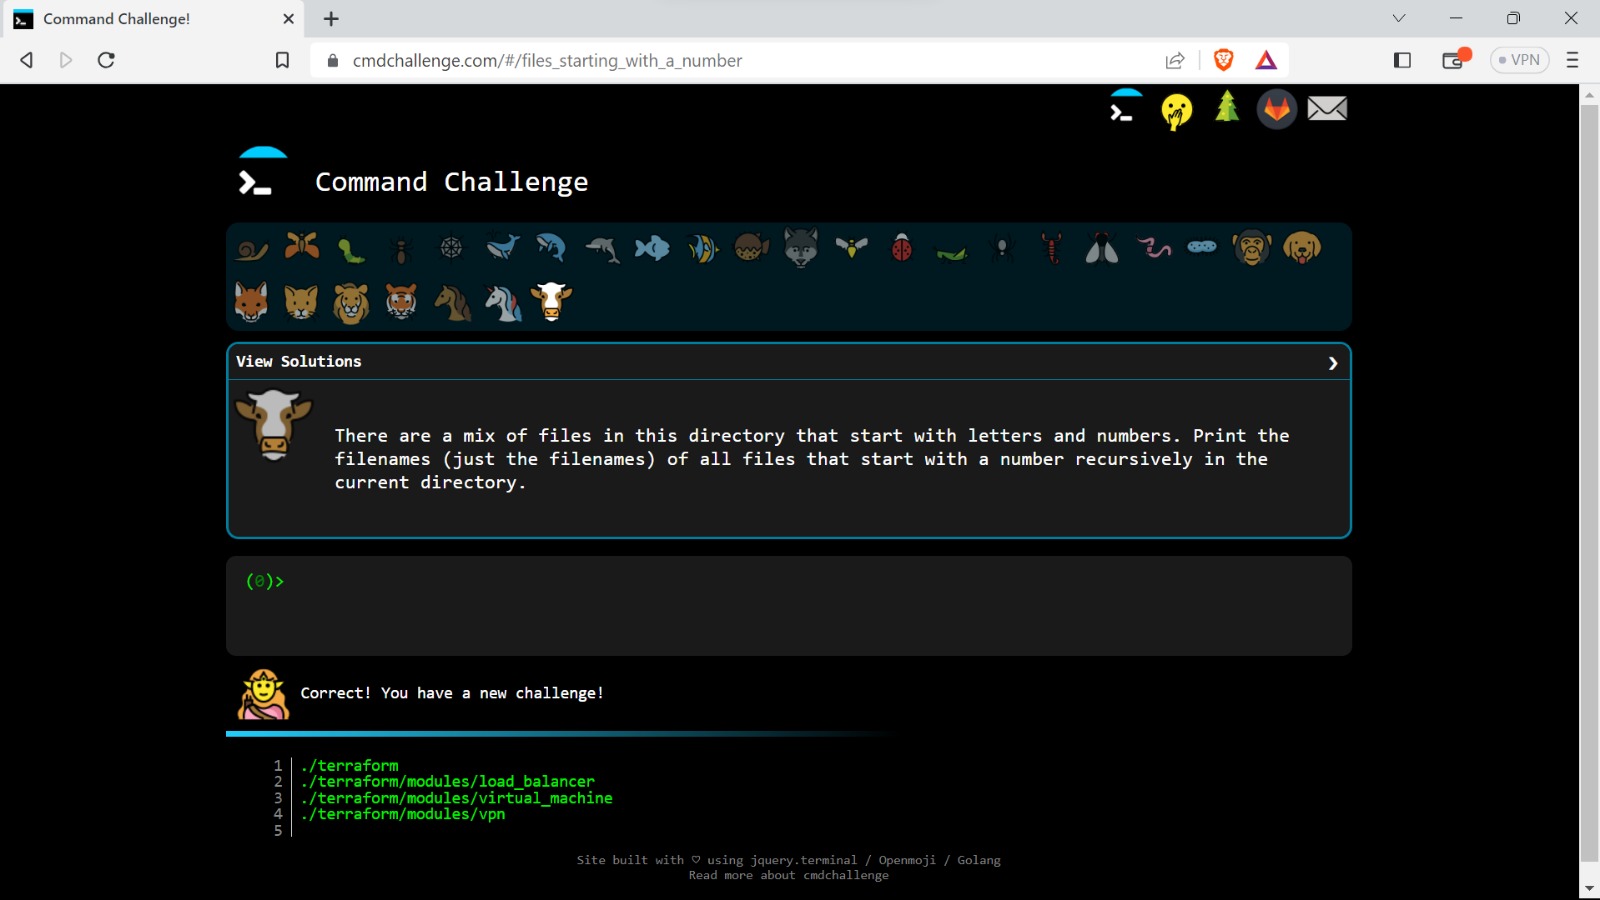 Command Challenge!
cmdchallenge.com/#/files_starting_with_a_number
VPN
Command Challenge
View Solutions
There are a mix of files in this directory that start with letters and numbers. Print the
filenames (just the filenames) of all files that start with a number recursively in the
current directory.
(0)>
Correct! You have a new challenge!
1 ./terraform
2 ./terraform/modules/load_balancer
3 ./terraform/modules/virtual_machine
4 ./terraform/modules/vpn
5
Site built with ♡ using jquery.terminal / Openmoji / Golang
Read more about cmdchallenge